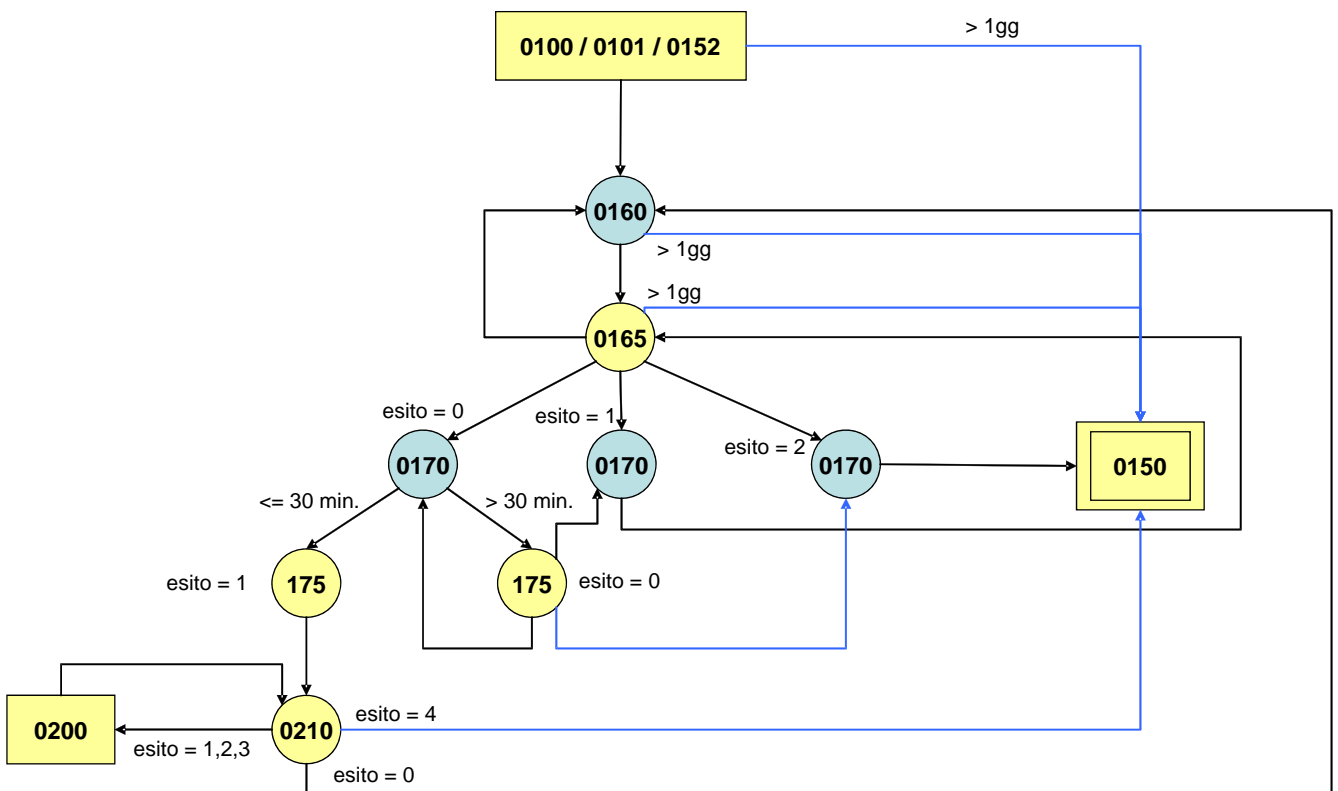 0100 / 0101 / 0152
> 1gg
0160
> 1gg
> 1gg
0165
esito = 0
esito = 1
esito = 2
0170
0170
0170
0150
<= 30 min.
> 30 min.
esito = 1
175
175
esito = 0
0200
0210
esito = 4
esito = 1,2,3
esito = 0